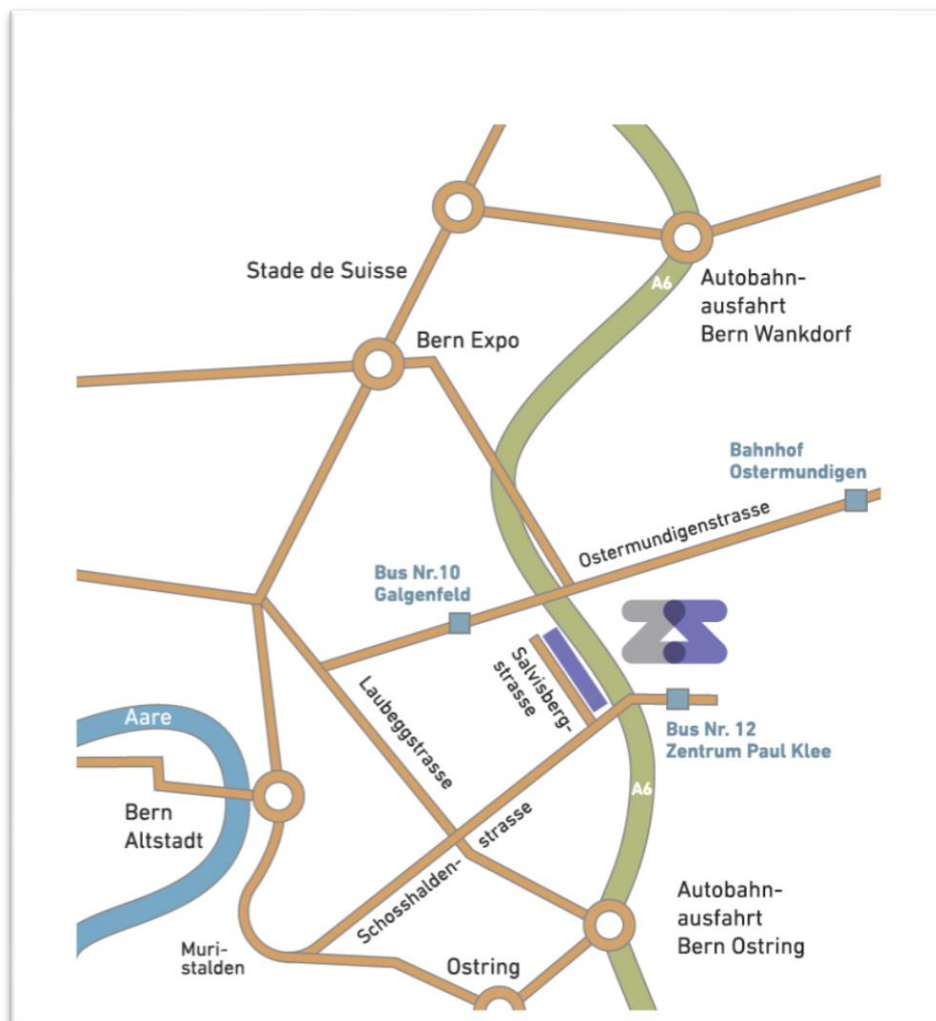 Stade de Suisse
A6
Autobahn-
ausfahrt
Bern Wankdorf
Bern Expo
Bahnhof
Ostermundigen
Ostermundigenstrasse
Bus Nr.10
Galgenfeld
Salvisberg-
strasse
Laubeggstrasse
Aare
Bus Nr. 12
Zentrum Paul Klee
A6
Bern
Altstadt
Schosshalden-
strasse
Autobahn-
ausfahrt
Bern Ostring
Muri-
stalden
Ostring